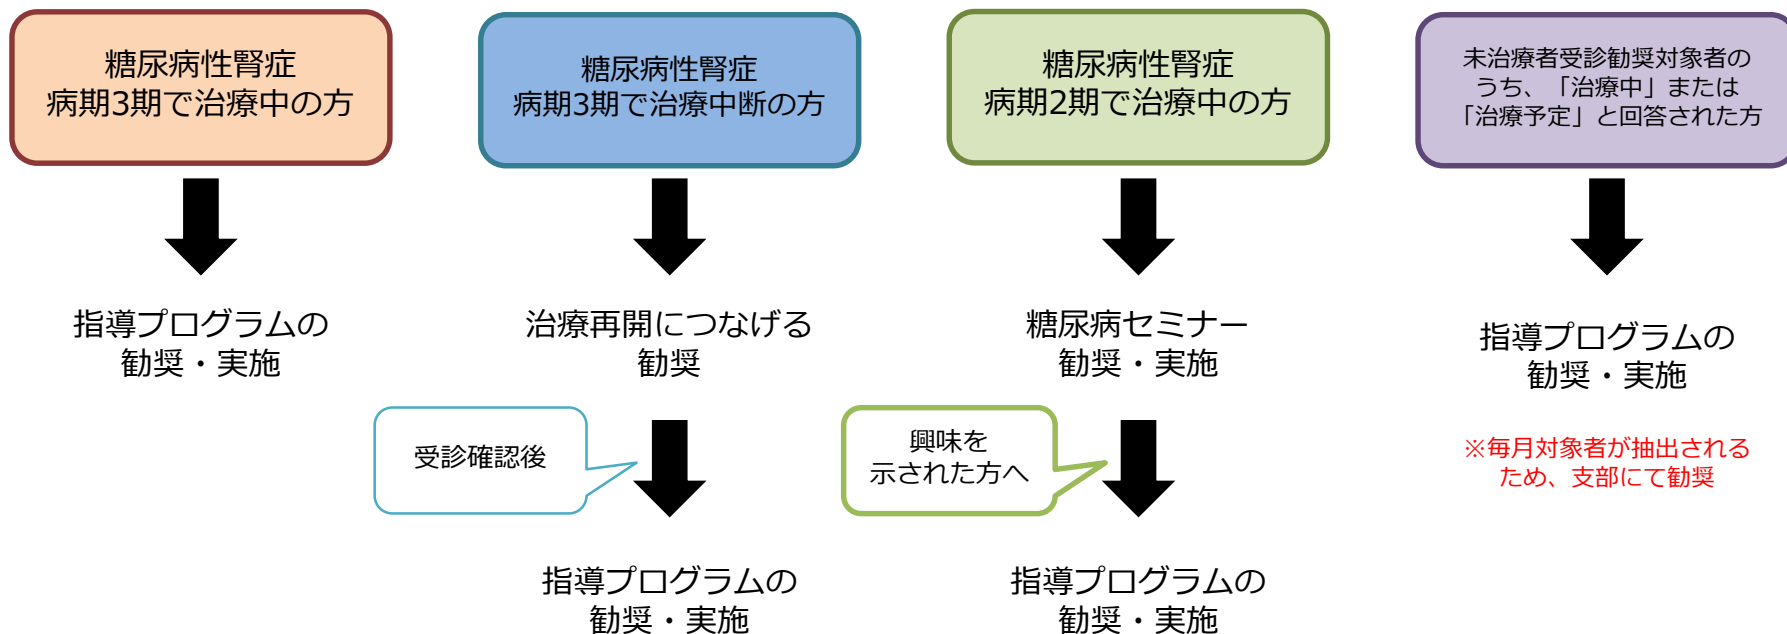 糖尿病性腎症
病期3期で治療中の方
指導プログラムの
勧奨・実施
糖尿病性腎症
病期3期で治療中断の方
治療再開につなげる
勧奨
受診確認後
指導プログラムの
勧奨・実施
糖尿病性腎症
病期2期で治療中の方
糖尿病セミナー
勧奨・実施
興味を
示された方へ
指導プログラムの
勧奨・実施
未治療者受診勧奨対象者の
うち、「治療中」または
「治療予定」と回答された方
指導プログラムの
勧奨・実施
※毎月対象者が抽出される
ため、支部にて勧奨